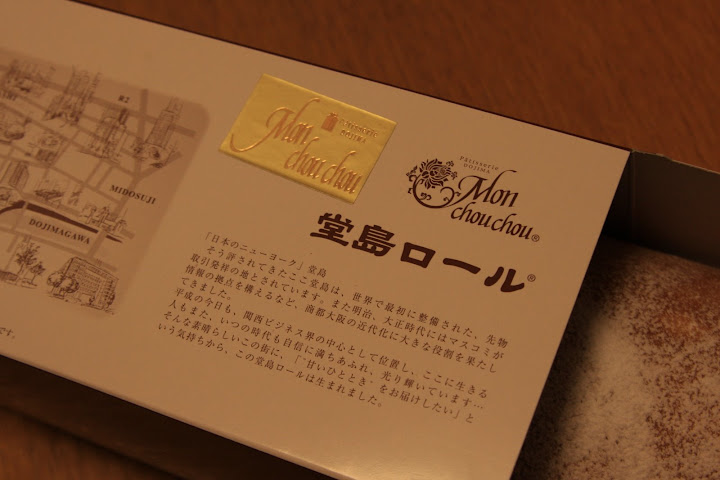 R2
MIDOSUJI
DOJIMAGAWA
です。
Patisserie
DOJIMA
Mon
chouchou
Pâtisserie
DOJIMA
Mon
chouchou®
堂島ロール®
「日本のニューヨーク」堂島
そう評されてきたここ堂島は、世界で最初に整備された、先物
取引発祥の地とされています。また明治、大正時代にはマスコミが
情報の拠点を構えるなど、商都大阪の近代化に大きな役割を果たし
てきました。
平成の今日も、関西ビジネス界の中心として位置し、ここに生きる
人もまた、いつの時代も自信に満ちあふれ、光り輝いています…
そんな素晴らしいこの街に、「〝甘いひととき〟をお届けしたい」と
いう気持ちから、この堂島ロールは生まれました。